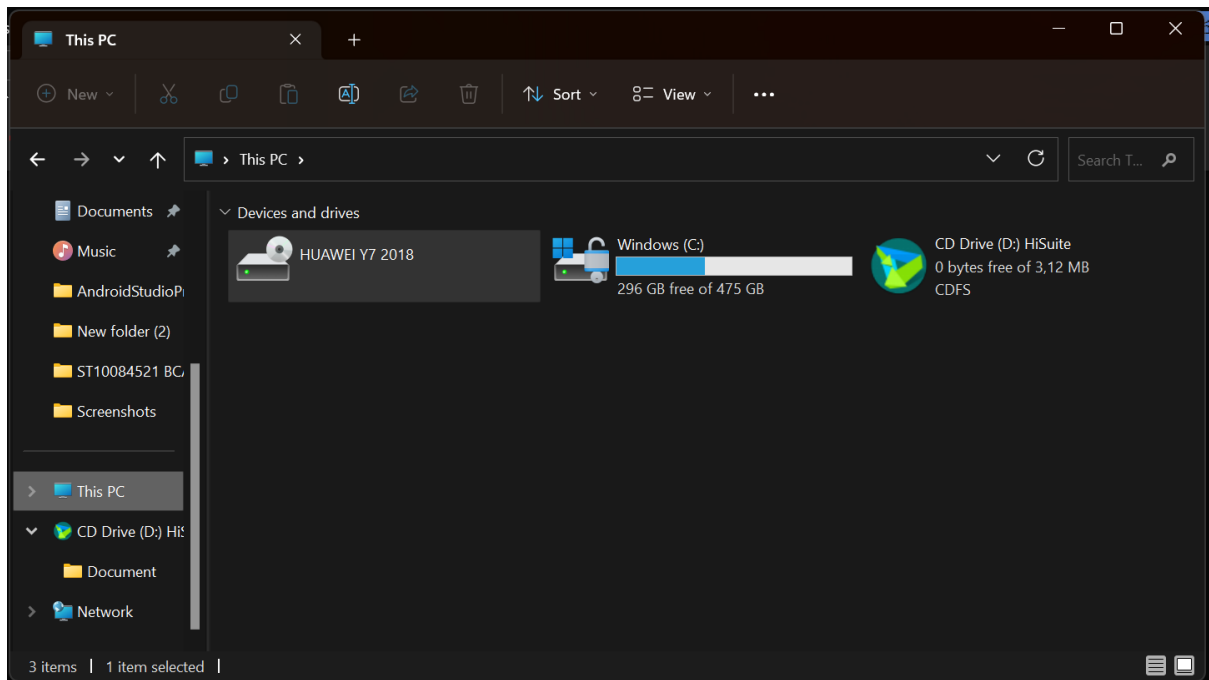 This PC
New
Sort
View
This PC
Search T...
Documents
Music
AndroidStudioP
New folder (2)
ST10084521 BC
Screenshots
This PC
CD Drive (D:) Hi
Document
Network
Devices and drives
HUAWEI Y7 2018
Windows (C:)
296 GB free of 475 GB
CD Drive (D:) HiSuite
0 bytes free of 3,12 MB
CDFS
3 items
1 item selected